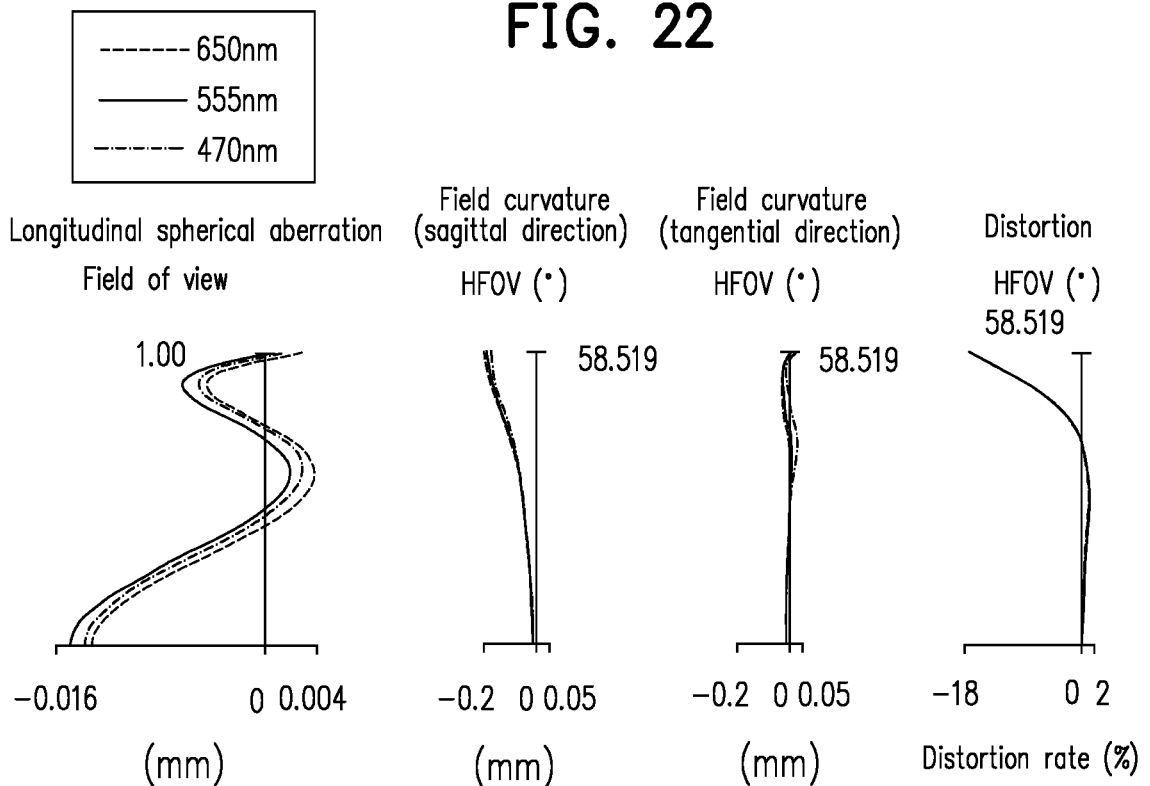 FIG. 22
650nm
555nm
470nm
Longitudinal spherical aberration
Field of view
1.00
-0.016
0
0.004
(mm)
Field curvature
(sagittal direction)
HFOV (°)
58.519
-0.2
0
0.05
(mm)
Field curvature
(tangential direction)
HFOV (°)
58.519
-0.2
0
0.05
(mm)
Distortion
HFOV (°)
58.519
-18
0
2
Distortion rate (%)